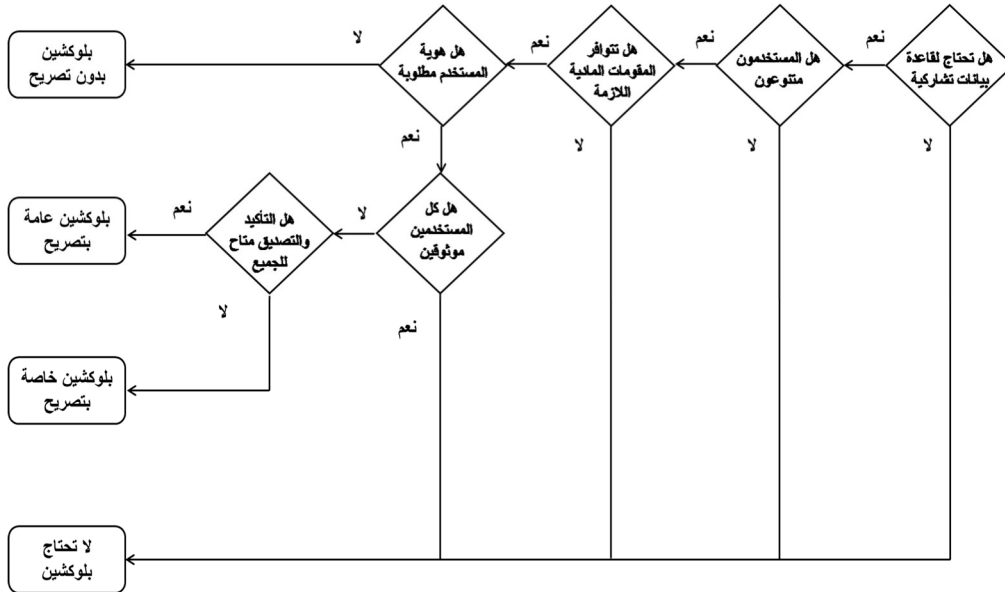 هل تحتاج لقاعدة
بيانات تشاركية
نعم
هل المستخدمون
متنوعون
نعم
هل تتوافر
المقومات المادية
اللازمة
نعم
هل هوية
المستخدم مطلوبة
لا
بلوكشين
بدون تصريح
لا
لا
لا
نعم
هل كل
المستخدمين
موثوقين
لا
هل التأكيد
والتصديق متاح
للجميع
نعم
بلوكشين عامة
بتصريح
نعم
لا
بلوكشين خاصة
بتصريح
لا تحتاج
بلوكشين